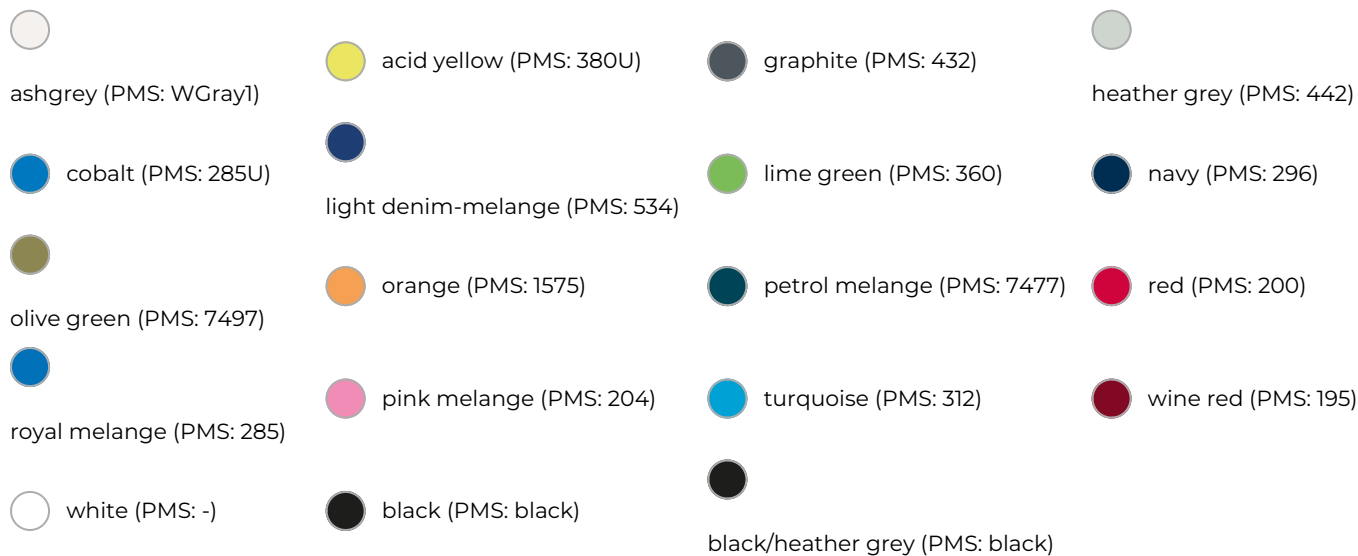 ashgrey (PMS: WGray1)
acid yellow (PMS: 380U)
graphite (PMS: 432)
heather grey (PMS: 442)
cobalt (PMS: 285U)
light denim-melange (PMS: 534)
lime green (PMS: 360)
navy (PMS: 296)
olive green (PMS: 7497)
orange (PMS: 1575)
petrol melange (PMS: 7477)
red (PMS: 200)
royal melange (PMS: 285)
pink melange (PMS: 204)
turquoise (PMS: 312)
wine red (PMS: 195)
white (PMS: -)
black (PMS: black)
black/heather grey (PMS: black)